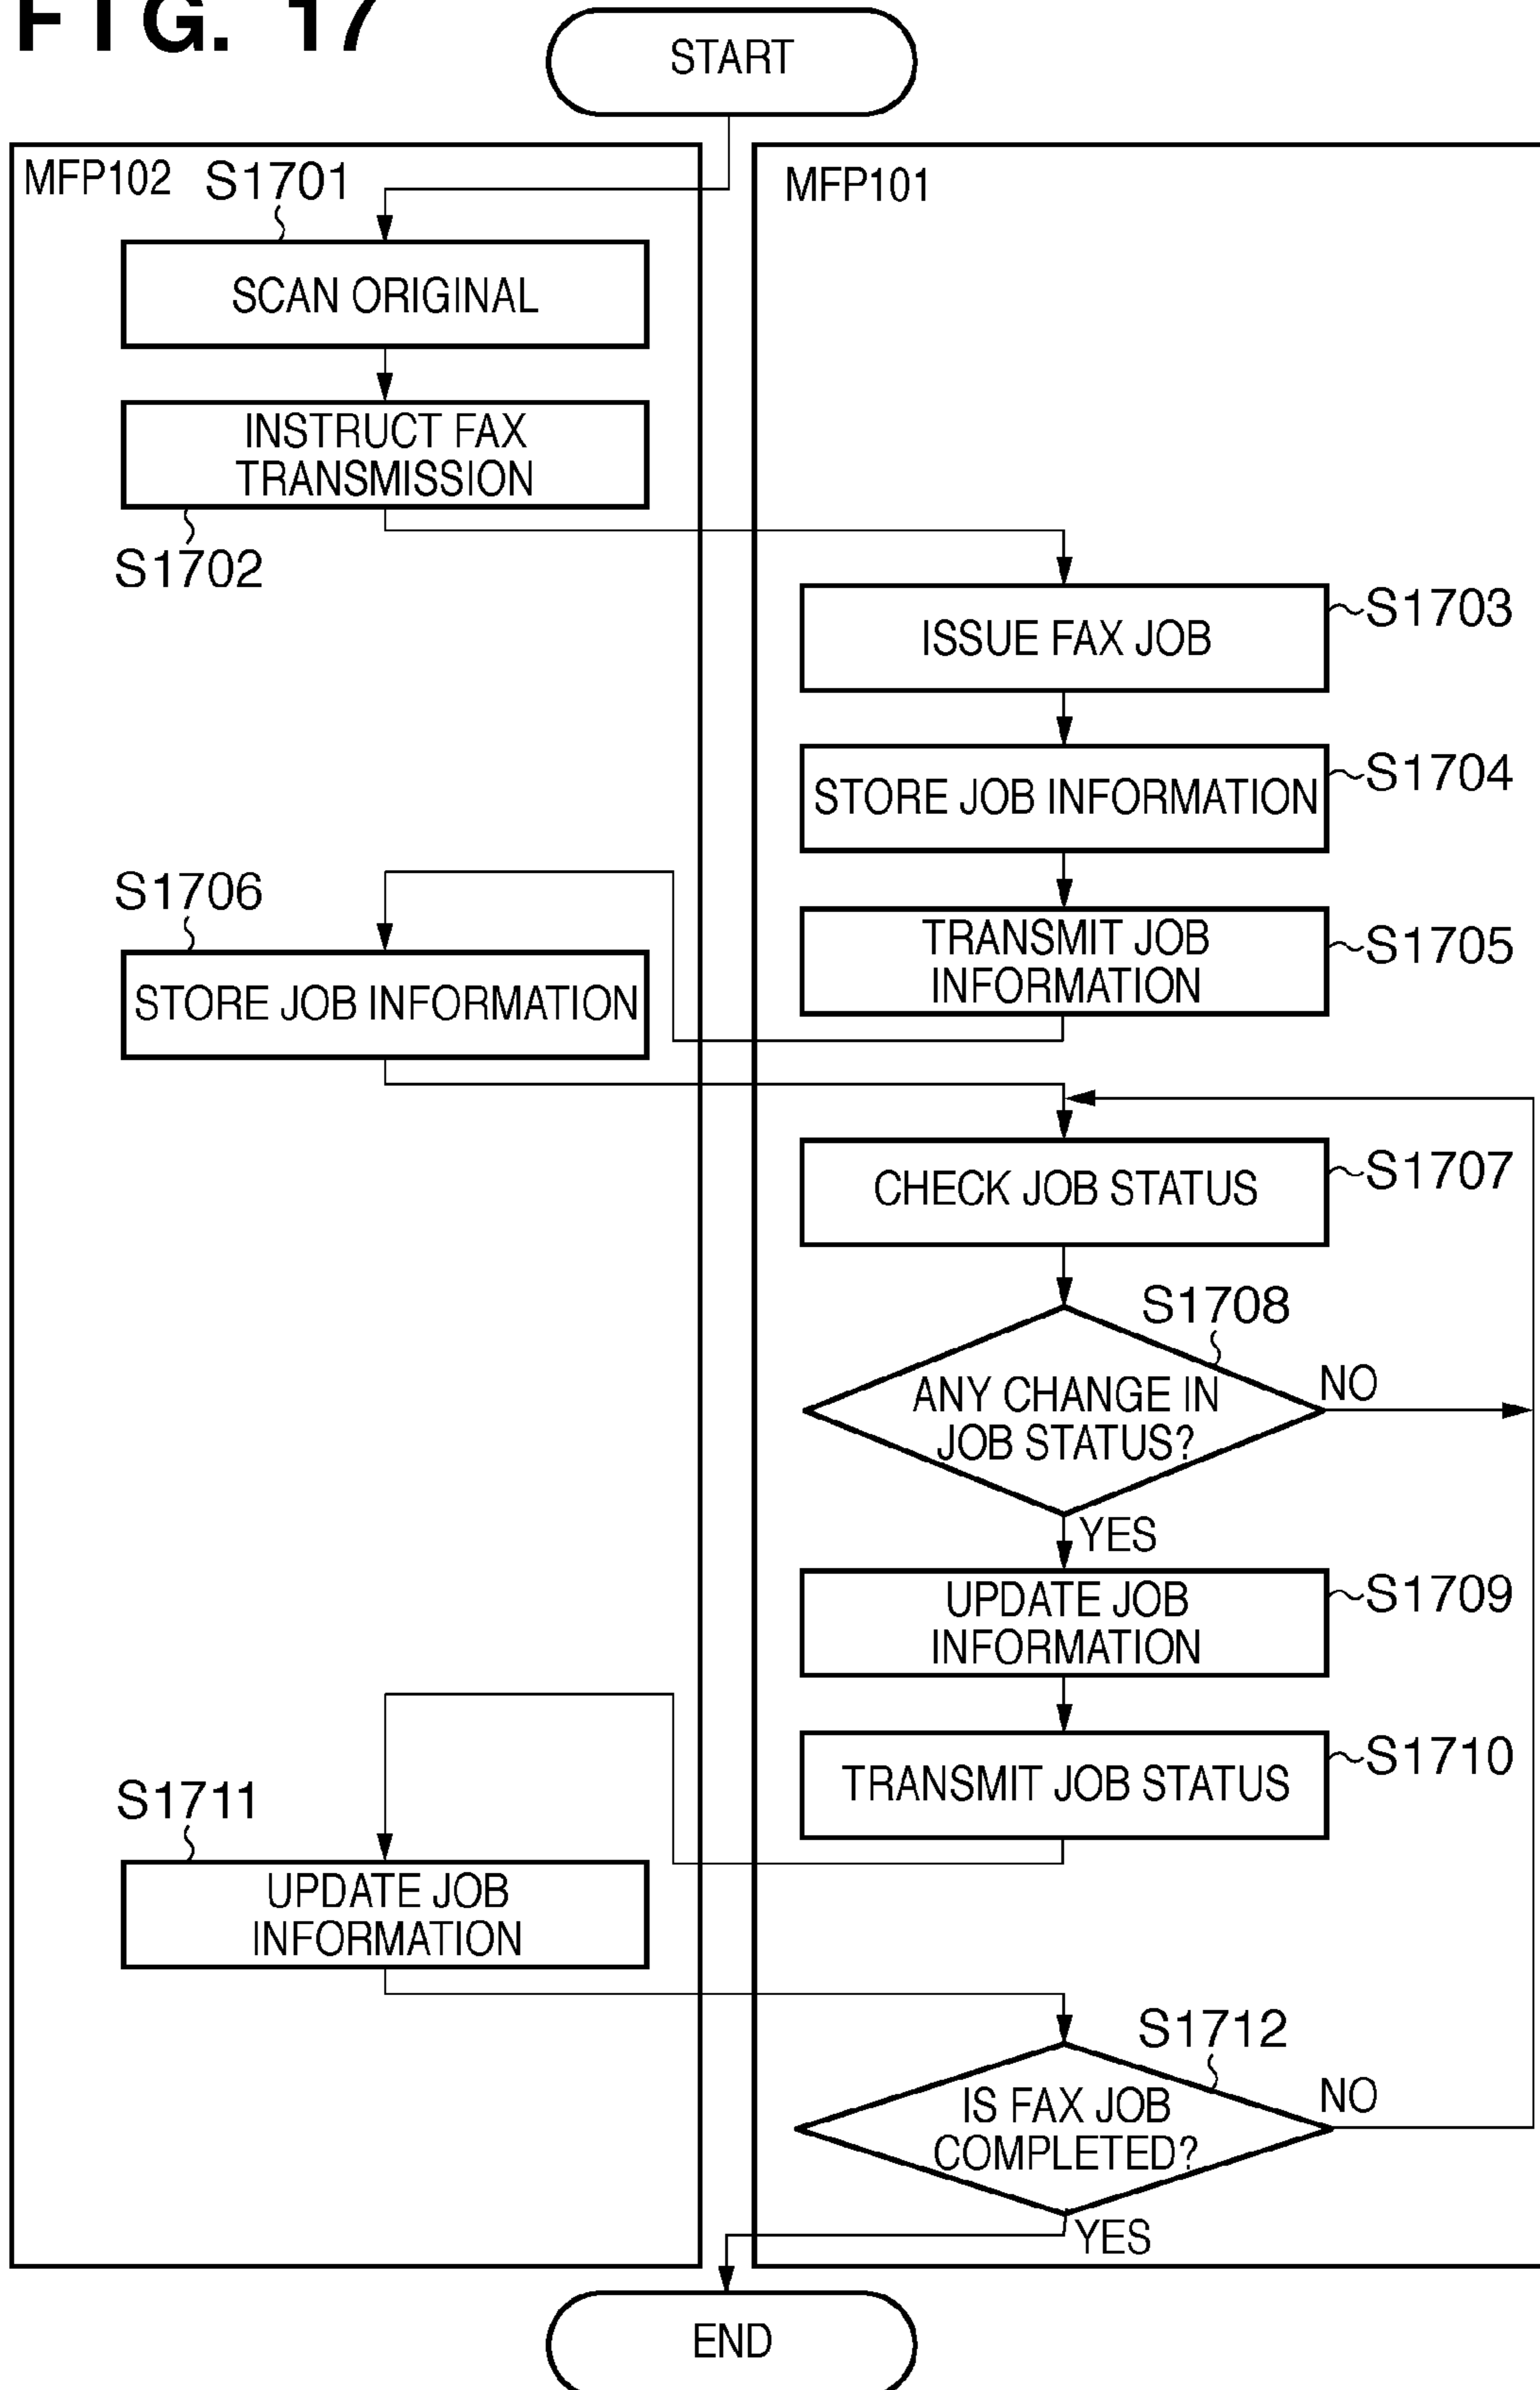 FIG. 17
START
MFP102
S1701
MFP101
SCAN ORIGINAL
INSTRUCT FAX
TRANSMISSION
S1702
S1703
ISSUE FAX JOB
S1704
STORE JOB INFORMATION
S1706
S1705
TRANSMIT JOB
INFORMATION
STORE JOB INFORMATION
S1707
CHECK JOB STATUS
S1708
ANY CHANGE IN
JOB STATUS?
NO
YES
S1709
UPDATE JOB
INFORMATION
S1710
TRANSMIT JOB STATUS
S1711
UPDATE JOB
INFORMATION
S1712
IS FAX JOB
COMPLETED?
NO
YES
END